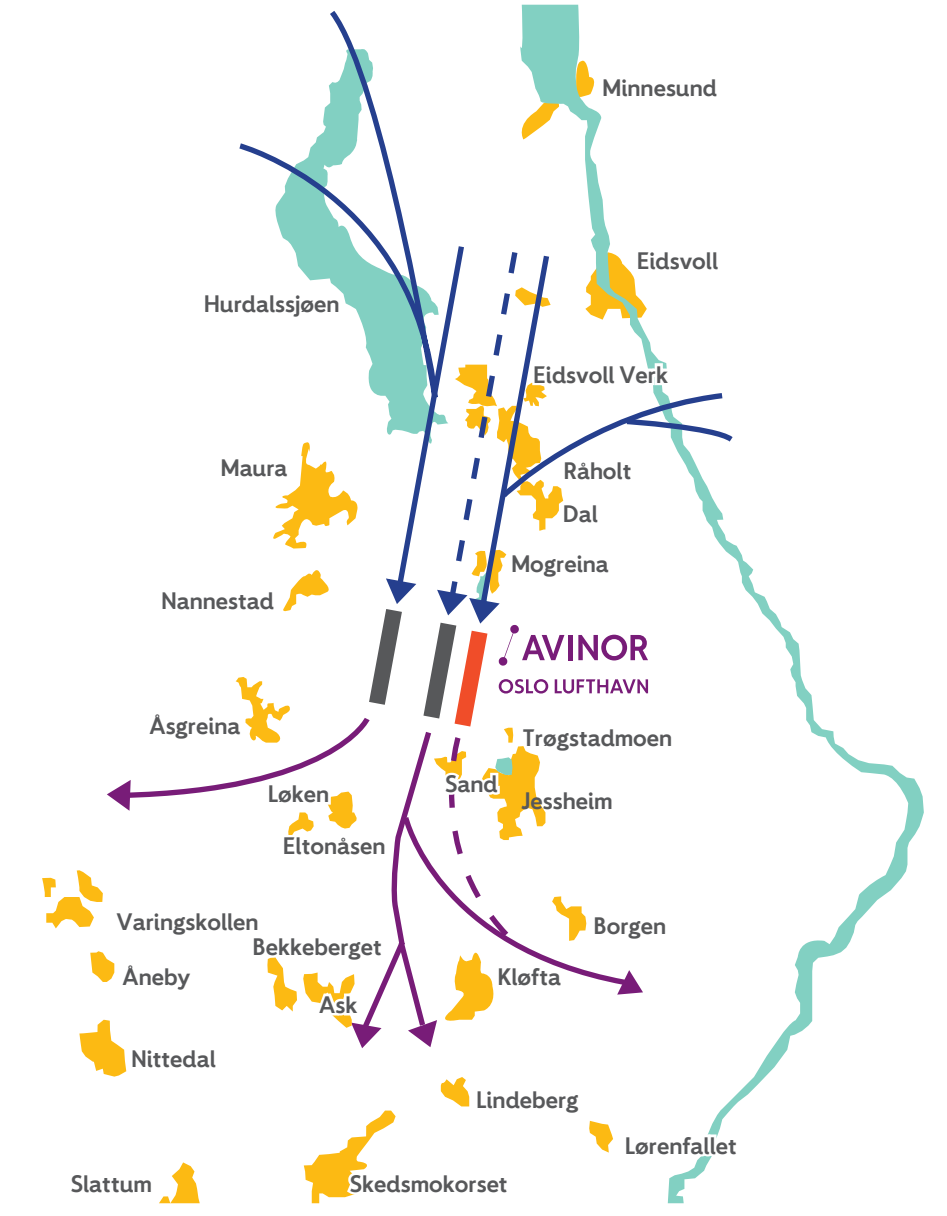 Minnesund
Eidsvoll
Hurdalssjøen
Eidsvoll Verk
Maura
Råholt
Dal
Mogreina
Nannestad
AVINOR
OSLO LUFTHAVN
Åsgreina
Trøgstadmoen
Sand
Løken
Jessheim
Eltonåsen
Varingskollen
Borgen
Bekkeberget
Åneby
Kløfta
Ask
Nittedal
Lindeberg
Lørenfallet
Slattum
Skedsmokorset